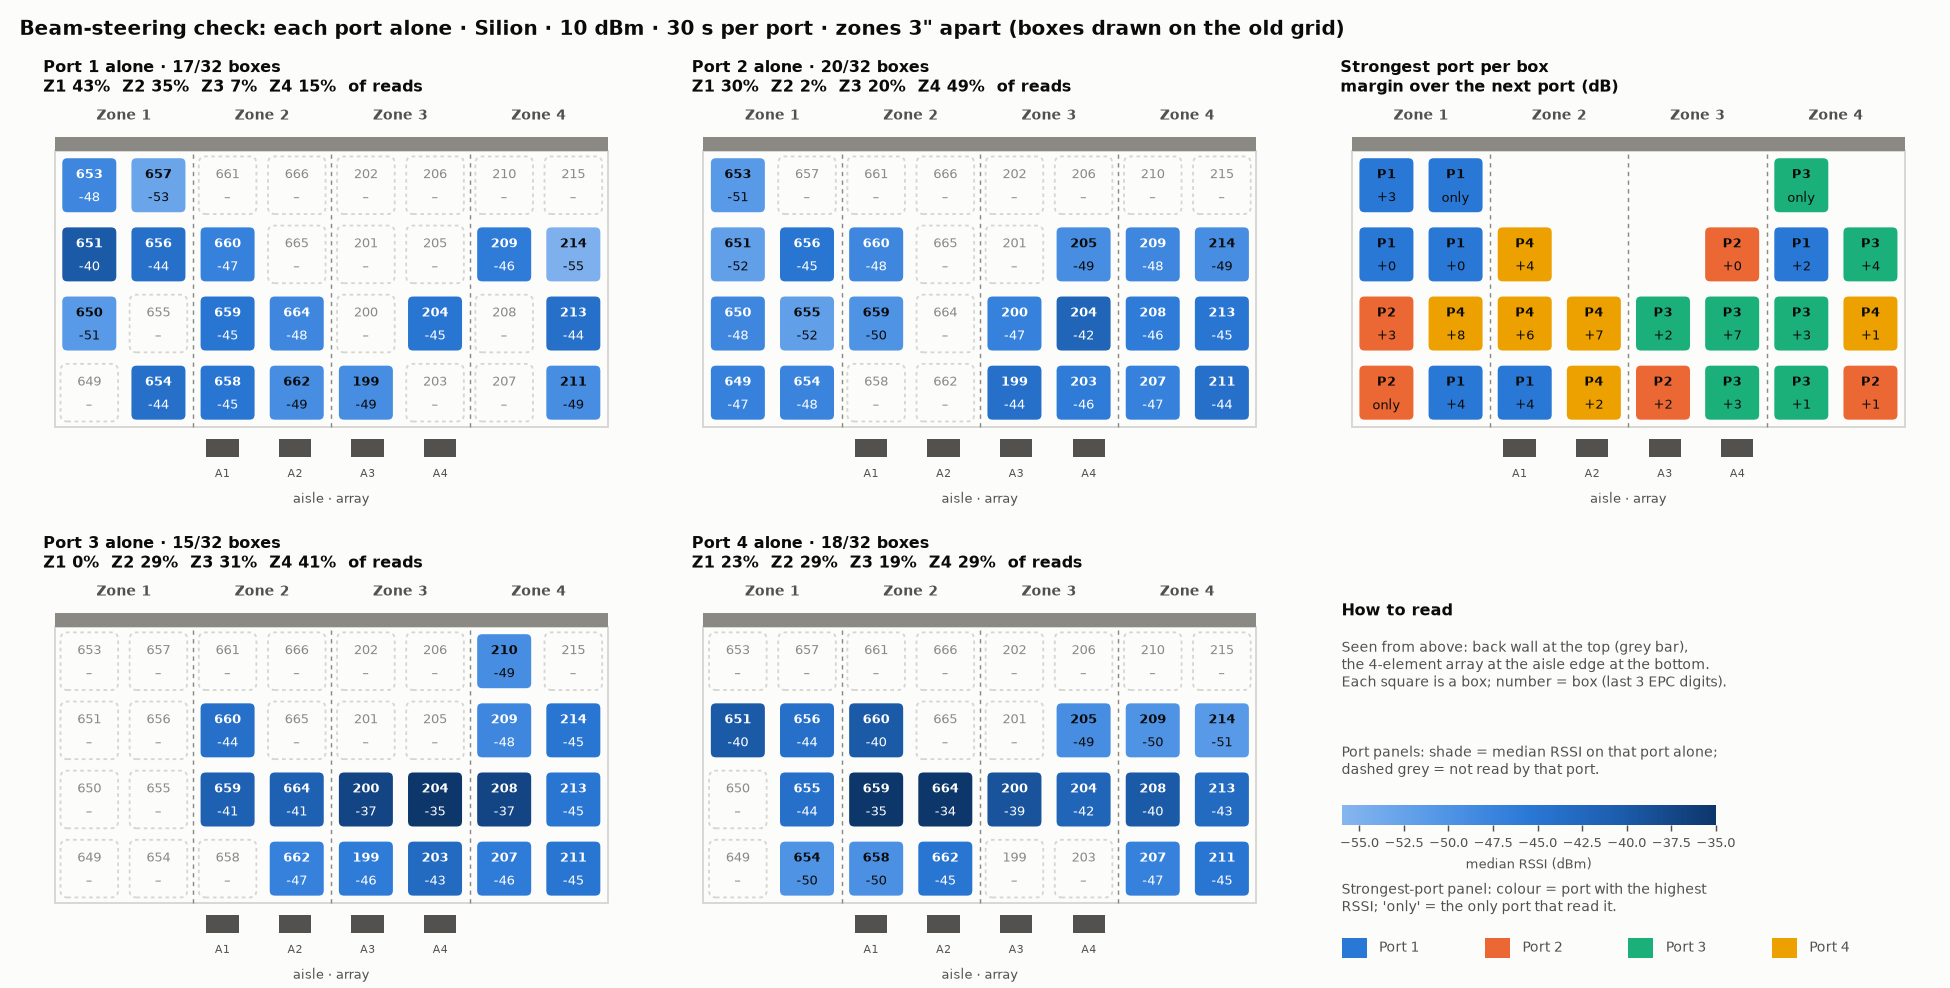 Beam-steering check: each port alone · Silion · 10 dBm · 30 s per port · zones 3" apart (boxes drawn on the old grid)
Port 1 alone · 17/32 boxes
Z1 43%  Z2 35%  Z3 7%  Z4 15%  of reads
Zone 1 Zone 2 Zone 3 Zone 4
653 657 661 666 202 206 210 215
-48 -53 – – – – – –
651 656 660 665 201 205 209 214
-40 -44 -47 – – – -46 -55
650 655 659 664 200 204 208 213
-51 – -45 -48 – -45 – -44
649 654 658 662 199 203 207 211
– -44 -45 -49 -49 – – -49
A1 A2 A3 A4
aisle · array
Port 2 alone · 20/32 boxes
Z1 30%  Z2 2%  Z3 20%  Z4 49%  of reads
Zone 1 Zone 2 Zone 3 Zone 4
653 657 661 666 202 206 210 215
-51 – – – – – – –
651 656 660 665 201 205 209 214
-52 -45 -48 – – -49 -48 -49
650 655 659 664 200 204 208 213
-48 -52 -50 – -47 -42 -46 -45
649 654 658 662 199 203 207 211
-47 -48 – – -44 -46 -47 -44
A1 A2 A3 A4
aisle · array
Strongest port per box
margin over the next port (dB)
Zone 1 Zone 2 Zone 3 Zone 4
P1 P1 P3
+3 only only
P1 P1 P4 P2 P1 P3
+0 +0 +4 +0 +2 +4
P2 P4 P4 P4 P3 P3 P3 P4
+3 +8 +6 +7 +2 +7 +3 +1
P2 P1 P1 P4 P2 P3 P3 P2
only +4 +4 +2 +2 +3 +1 +1
A1 A2 A3 A4
aisle · array
Port 3 alone · 15/32 boxes
Z1 0%  Z2 29%  Z3 31%  Z4 41%  of reads
Zone 1 Zone 2 Zone 3 Zone 4
653 657 661 666 202 206 210 215
– – – – – – -49 –
651 656 660 665 201 205 209 214
– – -44 – – – -48 -45
650 655 659 664 200 204 208 213
– – -41 -41 -37 -35 -37 -45
649 654 658 662 199 203 207 211
– – – -47 -46 -43 -46 -45
A1 A2 A3 A4
aisle · array
Port 4 alone · 18/32 boxes
Z1 23%  Z2 29%  Z3 19%  Z4 29%  of reads
Zone 1 Zone 2 Zone 3 Zone 4
653 657 661 666 202 206 210 215
– – – – – – – –
651 656 660 665 201 205 209 214
-40 -44 -40 – – -49 -50 -51
650 655 659 664 200 204 208 213
– -44 -35 -34 -39 -42 -40 -43
649 654 658 662 199 203 207 211
– -50 -50 -45 – – -47 -45
A1 A2 A3 A4
aisle · array
How to read
Seen from above: back wall at the top (grey bar),
the 4-element array at the aisle edge at the bottom.
Each square is a box; number = box (last 3 EPC digits).
Port panels: shade = median RSSI on that port alone;
dashed grey = not read by that port.
−55.0 −52.5 −50.0 −47.5 −45.0 −42.5 −40.0 −37.5 −35.0
median RSSI (dBm)
Strongest-port panel: colour = port with the highest
RSSI; 'only' = the only port that read it.
Port 1 Port 2 Port 3 Port 4